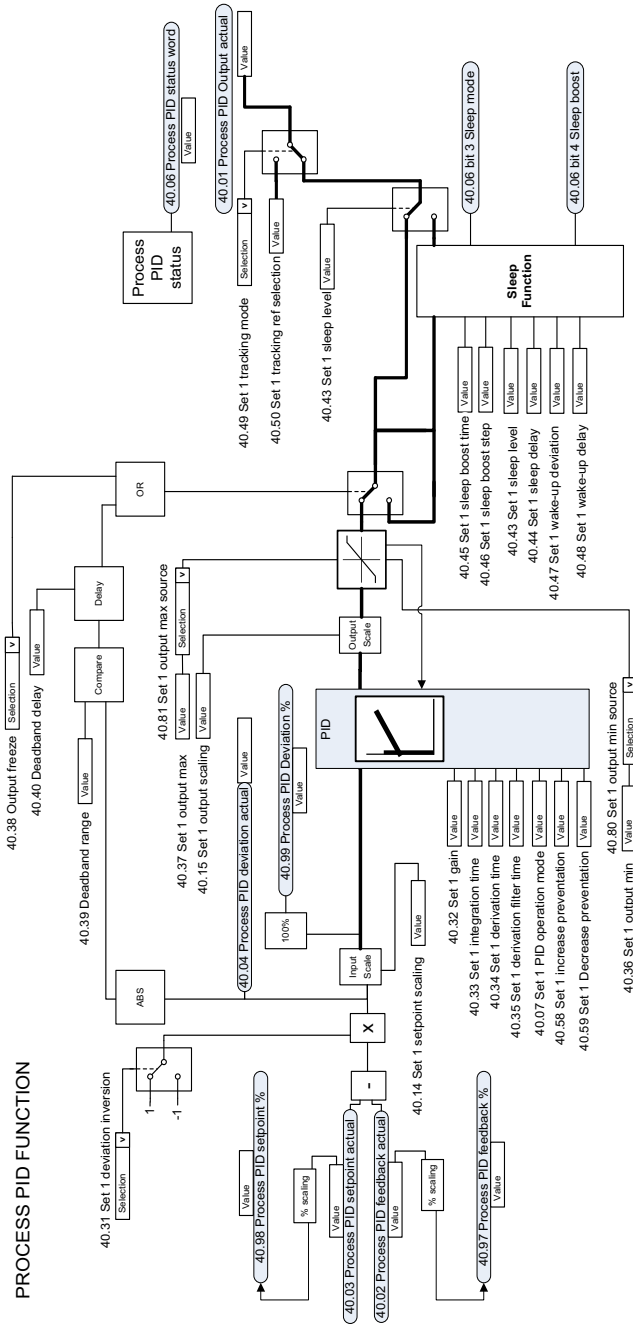 PROCESS PID FUNCTION
40.31 Set 1 deviation inversion
Selection v
1
-1
40.98 Process PID setpoint %
Value
% scaling
40.03 Process PID setpoint actual
Value
-
40.02 Process PID feedback actual
Value
% scaling
40.97 Process PID feedback %
Value
X
ABS
40.04 Process PID deviation actual
Value
100%
40.99 Process PID Deviation %
Value
Input
Scale
40.14 Set 1 setpoint scaling
Value
40.38 Output freeze
Selection v
40.40 Deadband delay
Value
40.39 Deadband range
Value
Compare
Delay
OR
40.81 Set 1 output max source
40.37 Set 1 output max
Value
Selection v
40.15 Set 1 output scaling
Value
PID
Output
Scale
40.32 Set 1 gain
Value
40.33 Set 1 integration time
Value
40.34 Set 1 derivation time
Value
40.35 Set 1 derivation filter time
Value
40.07 Set 1 PID operation mode
Value
40.58 Set 1 increase preventation
Value
40.59 Set 1 Decrease preventation
Value
40.80 Set 1 output min source
40.36 Set 1 output min
Value
Selection v
Process
PID
status
40.06 Process PID status word
Value
40.01 Process PID Output actual
Value
40.49 Set 1 tracking mode
Selection v
40.50 Set 1 tracking ref selection
Value
40.43 Set 1 sleep level
Value
40.45 Set 1 sleep boost time
Value
40.46 Set 1 sleep boost step
Value
40.43 Set 1 sleep level
Value
40.44 Set 1 sleep delay
Value
40.47 Set 1 wake-up deviation
Value
40.48 Set 1 wake-up delay
Value
Sleep
Function
40.06 bit 3 Sleep mode
40.06 bit 4 Sleep boost